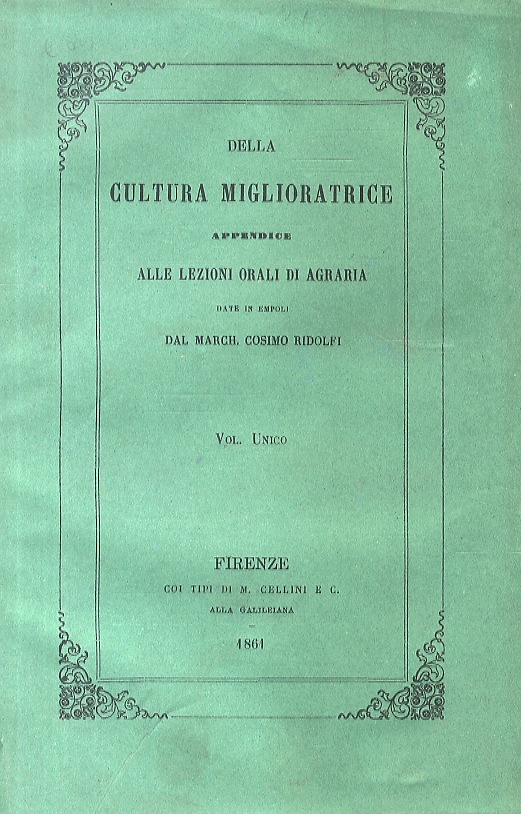 DELLA
CULTURA MIGLIORATRICE
APPENDICE
ALLE LEZIONI ORALI DI AGRARIA
DATE IN EMPOLI
DAL MARCH. COSIMO RIDOLFI
VOL. UNICO
FIRENZE
COI TIPI DI M. CELLINI E C.
ALLA GALILEIANA
1861